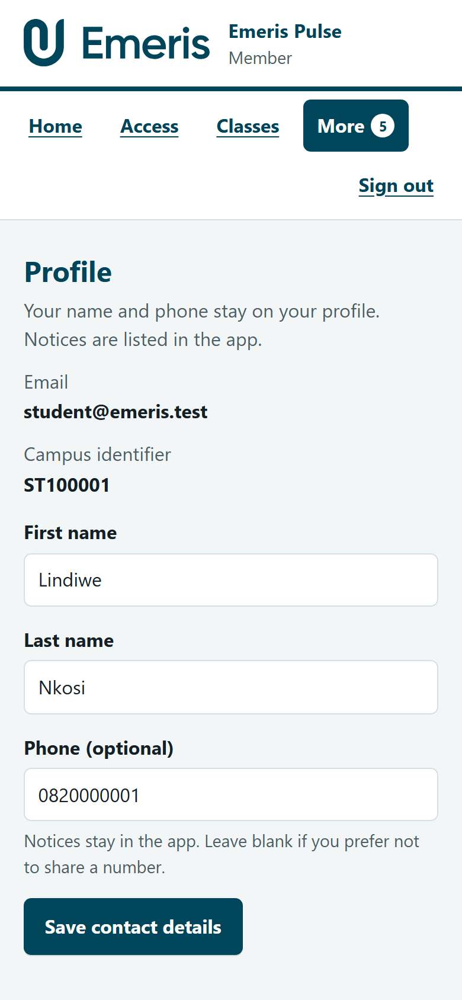 Emeris
Emeris Pulse
Member
Home
Access
Classes
More 5
Sign out
Profile
Your name and phone stay on your profile.
Notices are listed in the app.
Email
student@emeris.test
Campus identifier
ST100001
First name
Lindiwe
Last name
Nkosi
Phone (optional)
0820000001
Notices stay in the app. Leave blank if you prefer not
to share a number.
Save contact details